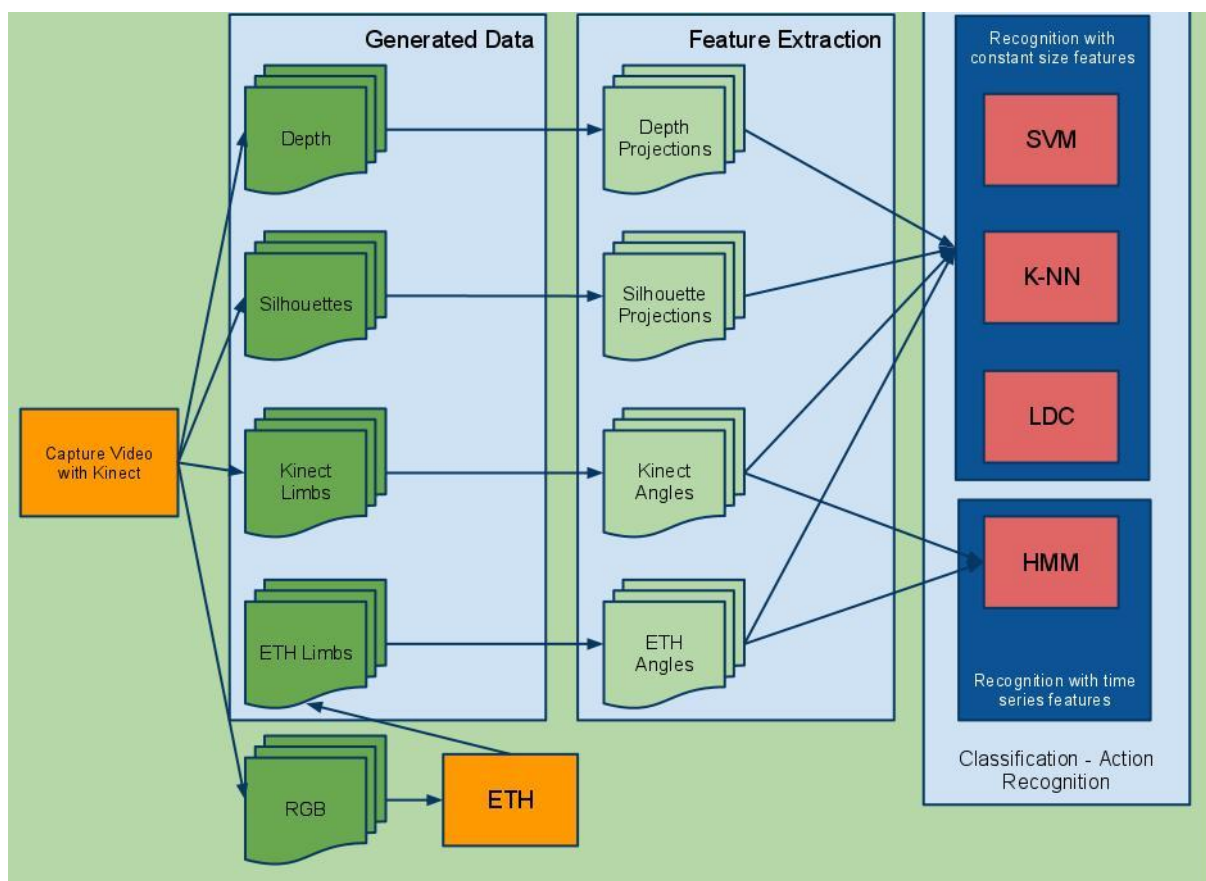 Generated Data
Feature Extraction
Recognition with
constant size features
Depth
Depth
Projections
SVM
Silhouettes
Silhouette
Projections
K-NN
Capture Video
with Kinect
Kinect
Limbs
Kinect
Angles
LDC
ETH Limbs
ETH
Angles
HMM
Recognition with time
series features
RGB
ETH
Classification - Action
Recognition